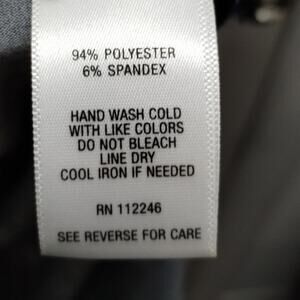 94% POLYESTER
6% SPANDEX
HAND WASH COLD
WITH LIKE COLORS
DO NOT BLEACH
LINE DRY
COOL IRON IF NEEDED
RN 112246
SEE REVERSE FOR CARE